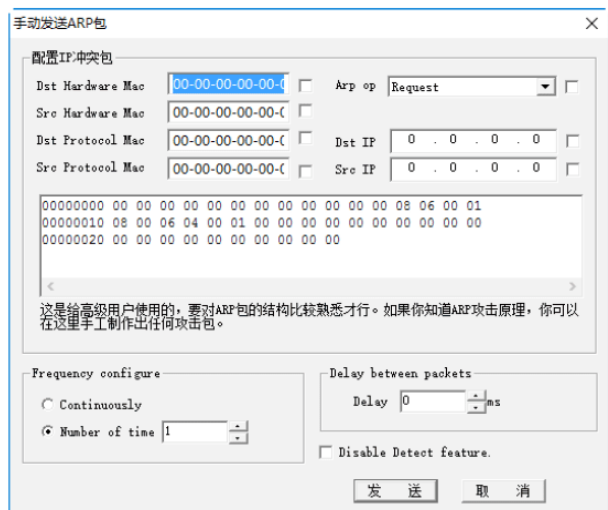 手动发送ARP包
配置IP冲突包
Dst Hardware Mac 00-00-00-00-00-0 Arp op Request
Src Hardware Mac 00-00-00-00-00-0
Dst Protocol Mac 00-00-00-00-00-0 Dst IP 0 . 0 . 0 . 0
Src Protocol Mac 00-00-00-00-00-0 Src IP 0 . 0 . 0 . 0
00000000 00 00 00 00 00 00 00 00 00 00 00 00 08 06 00 01
00000010 08 00 06 04 00 01 00 00 00 00 00 00 00 00 00 00
00000020 00 00 00 00 00 00 00 00 00 00
这是给高级用户使用的，要对ARP包的结构比较熟悉才行。如果你知道ARP攻击原理，你可以
在这里手工制作出任何攻击包。
Frequency configure Delay between packets
Continuously Delay 0 ms
Number of time 1
Disable Detect feature.
发 送 取 消